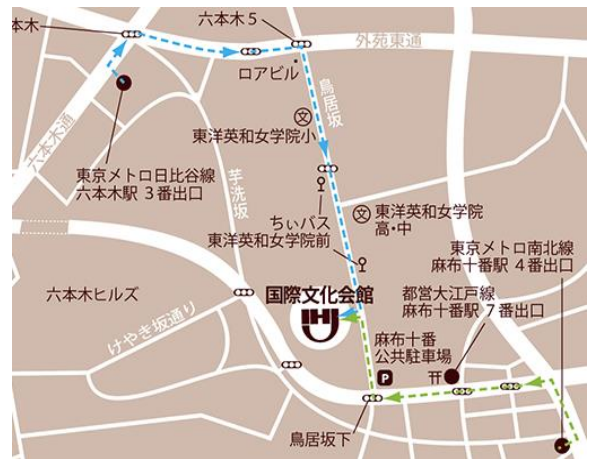 本木
六本木5
外苑東通
ロアビル
鳥居坂
文
東洋英和女学院小
六本木通
東京メトロ日比谷線
六本木駅 3番出口
芋洗坂
ちぃバス
東洋英和女学院前
文
東洋英和女学院
高・中
東京メトロ南北線
麻布十番駅 4番出口
六本木ヒルズ
国際文化会館
IHJ
都営大江戸線
麻布十番駅 7番出口
けやき坂通り
麻布十番
公共駐車場
P
鳥居坂下